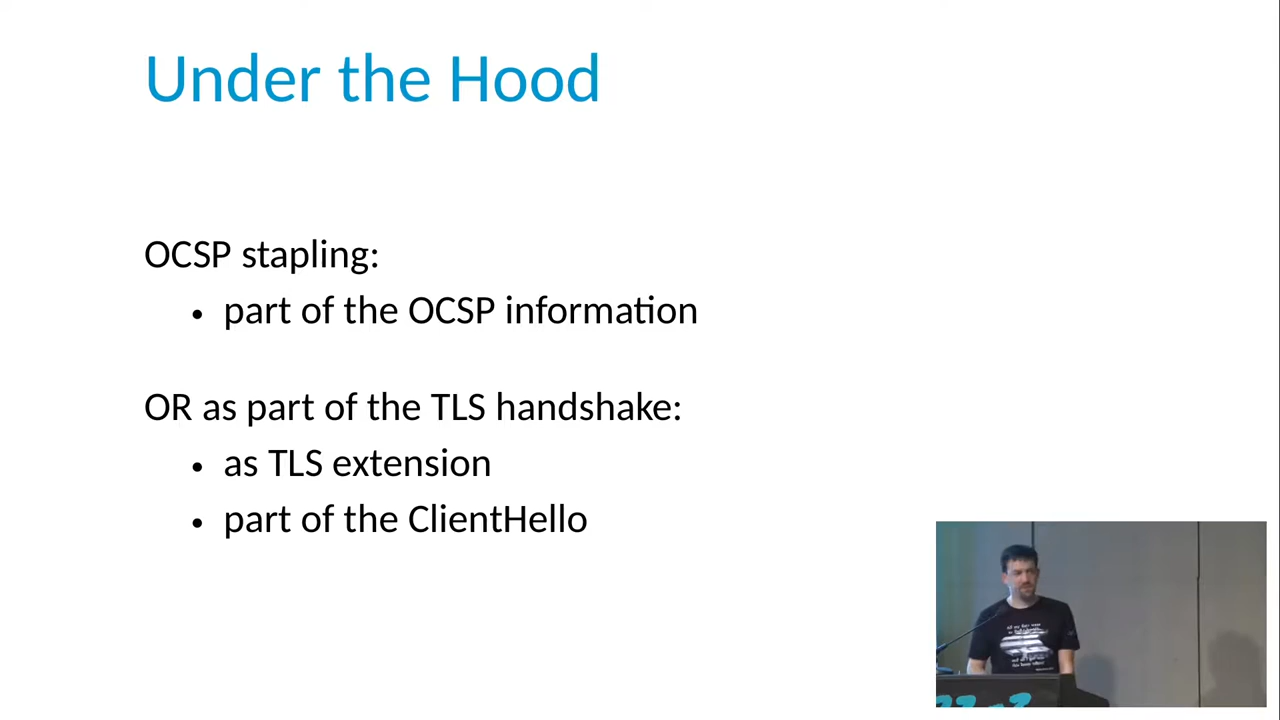 Under the Hood
OCSP stapling:
• part of the OCSP information
OR as part of the TLS handshake:
• as TLS extension
• part of the ClientHello